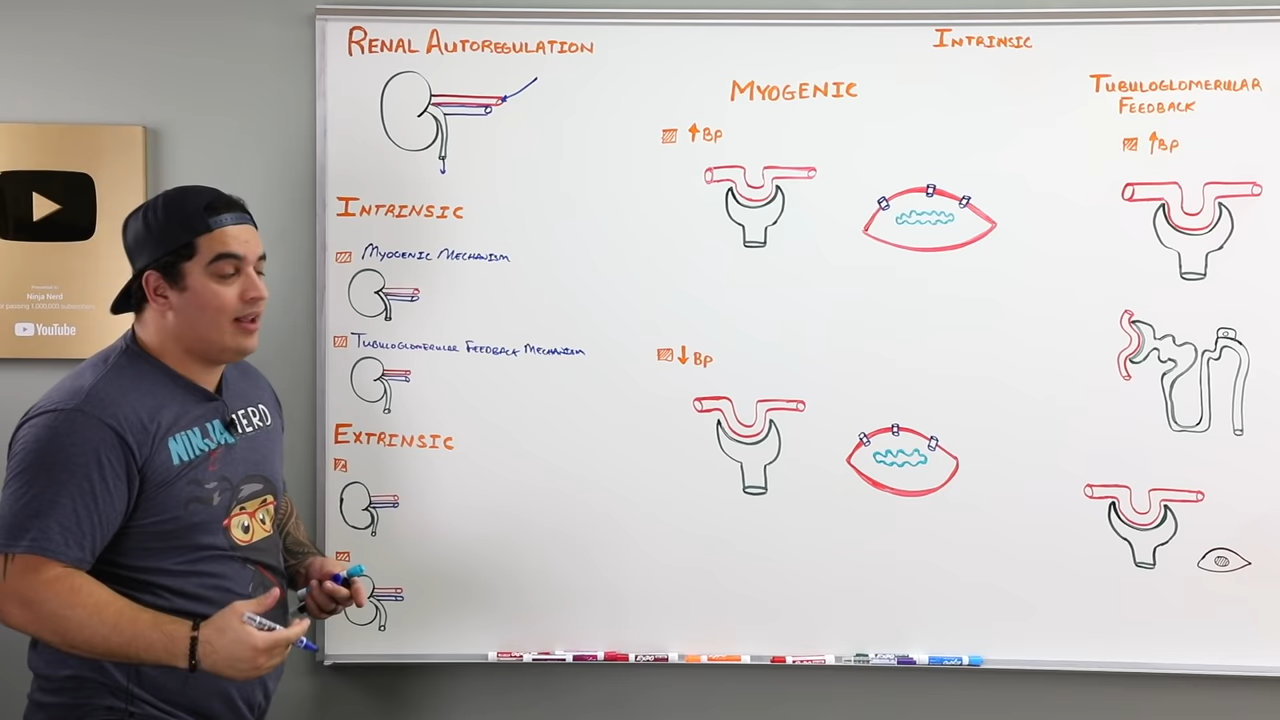 RENAL AUTOREGULATION
INTRINSIC
MYOGENIC MECHANISM
TUBULOGLOMERULAR FEEDBACK MECHANISM
EXTRINSIC
INTRINSIC
MYOGENIC
↑BP
↓BP
TUBULOGLOMERULAR
FEEDBACK
↑BP
Ninja Nerd
YouTube
NINJA NERD